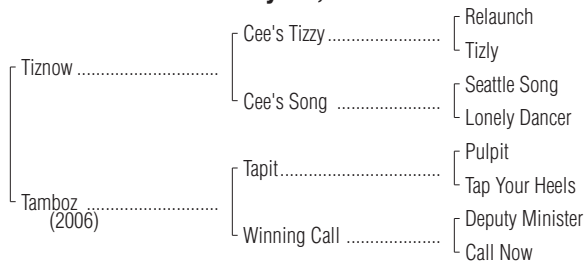 Relaunch
Cee's Tizzy
Tizly
Tiznow
Seattle Song
Cee's Song
Lonely Dancer
Pulpit
Tapit
Tap Your Heels
Tamboz
(2006)
Deputy Minister
Winning Call
Call Now